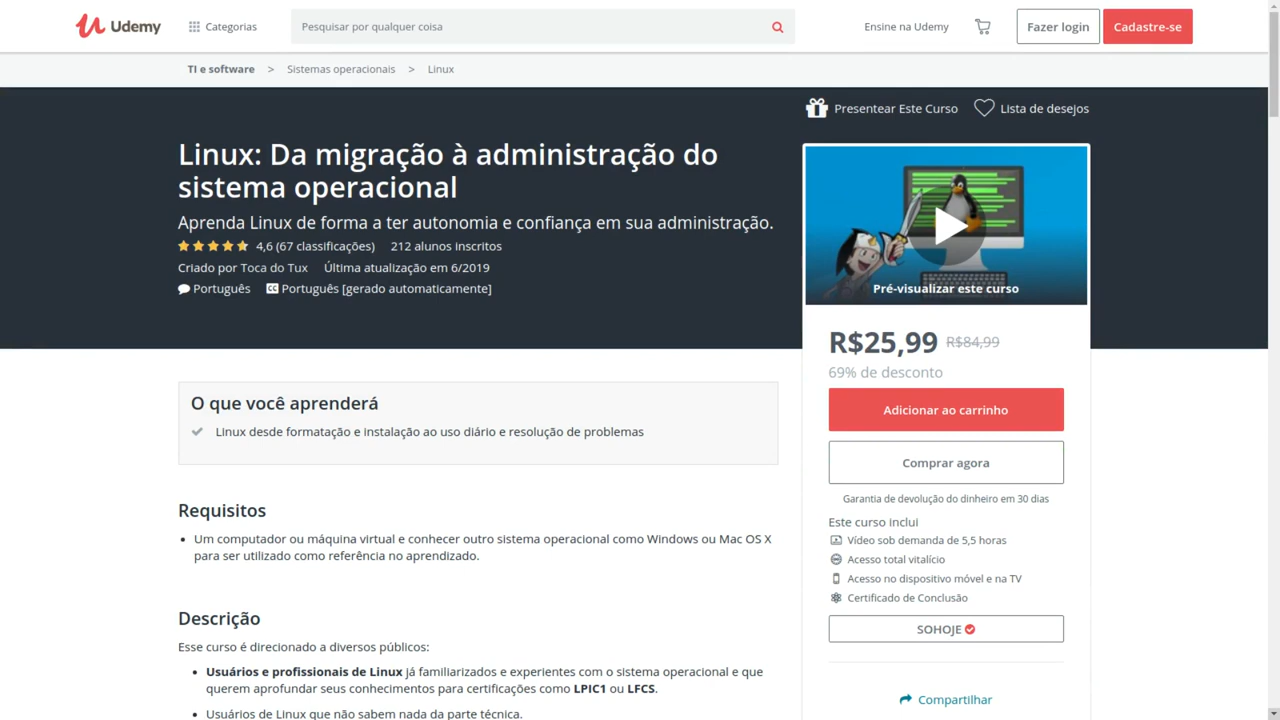 Udemy
Categorias
Pesquisar por qualquer coisa
Ensine na Udemy
Fazer login
Cadastre-se
TI e software > Sistemas operacionais > Linux
Presentear Este Curso
Lista de desejos
Linux: Da migração à administração do
sistema operacional
Aprenda Linux de forma a ter autonomia e confiança em sua administração.
4,6 (67 classificações) 212 alunos inscritos
Criado por Toca do Tux Última atualização em 6/2019
Português CC Português [gerado automaticamente]
Pré-visualizar este curso
R$25,99 R$84,99
69% de desconto
Adicionar ao carrinho
Comprar agora
Garantia de devolução do dinheiro em 30 dias
Este curso inclui
Vídeo sob demanda de 5,5 horas
Acesso total vitalício
Acesso no dispositivo móvel e na TV
Certificado de Conclusão
SOHOJE
Compartilhar
O que você aprenderá
Linux desde formatação e instalação ao uso diário e resolução de problemas
Requisitos
• Um computador ou máquina virtual e conhecer outro sistema operacional como Windows ou Mac OS X
para ser utilizado como referência no aprendizado.
Descrição
Esse curso é direcionado a diversos públicos:
• Usuários e profissionais de Linux já familiarizados e experientes com o sistema operacional e que
querem aprofundar seus conhecimentos para certificações como LPIC1 ou LFCS.
• Usuários de Linux que não sabem nada da parte técnica.